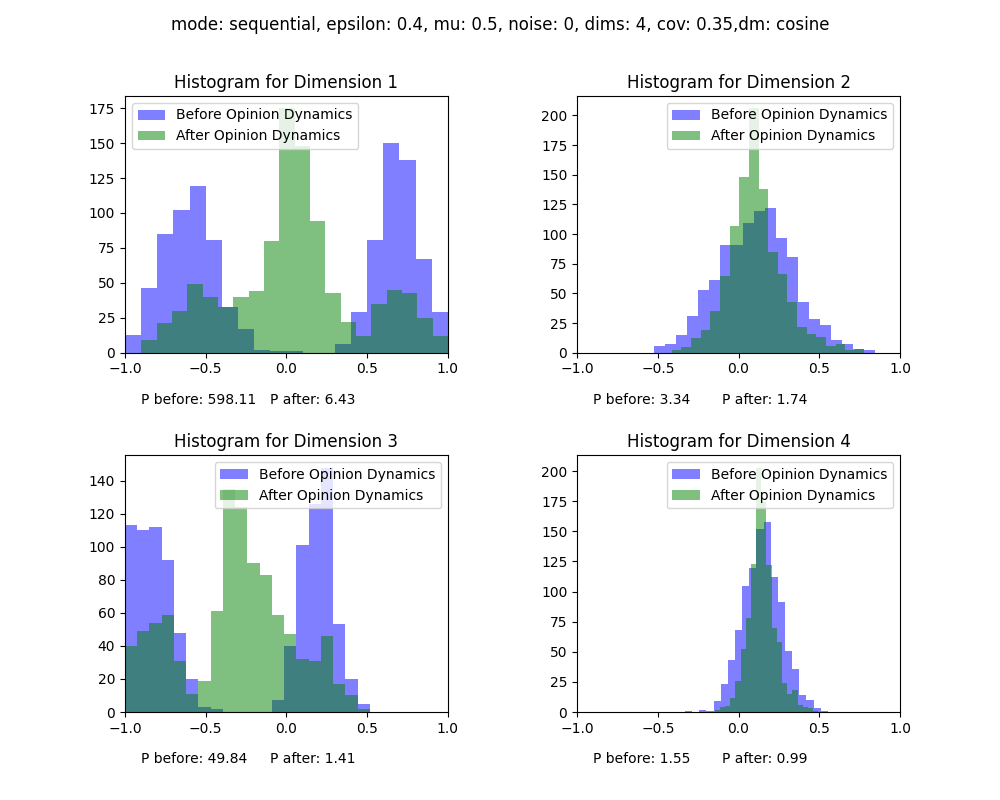 mode: sequential, epsilon: 0.4, mu: 0.5, noise: 0, dims: 4, cov: 0.35,dm: cosine
Histogram for Dimension 1
Before Opinion Dynamics
After Opinion Dynamics
175
150
125
100
75
50
25
0
−1.0 −0.5 0.0 0.5 1.0
P before: 598.11 P after: 6.43
Histogram for Dimension 2
Before Opinion Dynamics
After Opinion Dynamics
200
175
150
125
100
75
50
25
0
−1.0 −0.5 0.0 0.5 1.0
P before: 3.34 P after: 1.74
Histogram for Dimension 3
Before Opinion Dynamics
After Opinion Dynamics
140
120
100
80
60
40
20
0
−1.0 −0.5 0.0 0.5 1.0
P before: 49.84 P after: 1.41
Histogram for Dimension 4
Before Opinion Dynamics
After Opinion Dynamics
200
175
150
125
100
75
50
25
0
−1.0 −0.5 0.0 0.5 1.0
P before: 1.55 P after: 0.99